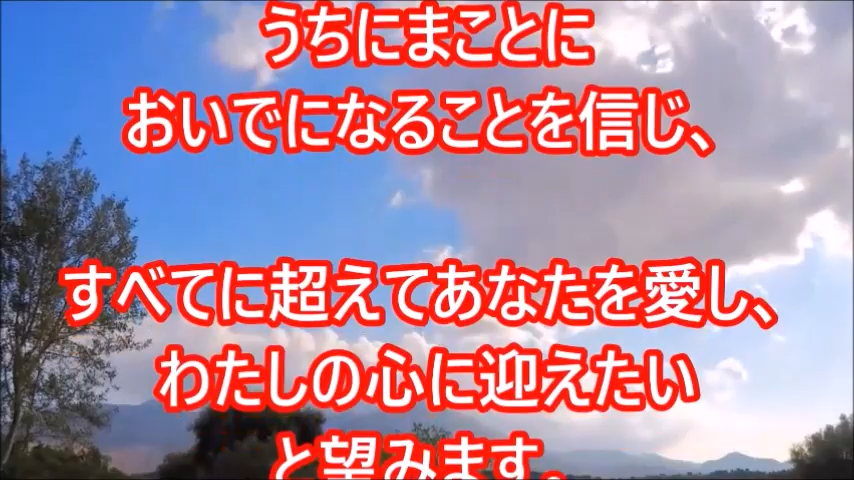 うちにまことに
おいでになることを信じ、
すべてに超えてあなたを愛し、
わたしの心に迎えたい
と望みます。